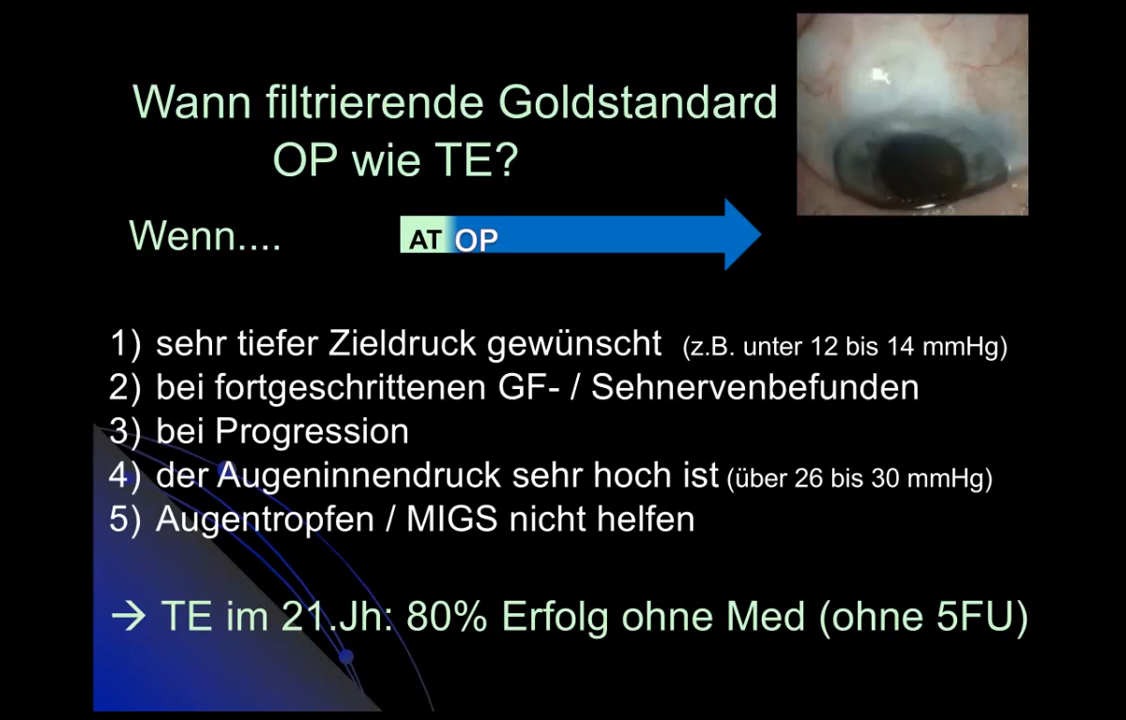 Wann filtrierende Goldstandard
OP wie TE?
Wenn....
AT OP
1) sehr tiefer Zieldruck gewünscht (z.B. unter 12 bis 14 mmHg)
2) bei fortgeschrittenen GF- / Sehnervenbefunden
3) bei Progression
4) der Augeninnendruck sehr hoch ist (über 26 bis 30 mmHg)
5) Augentropfen / MIGS nicht helfen
→ TE im 21.Jh: 80% Erfolg ohne Med (ohne 5FU)